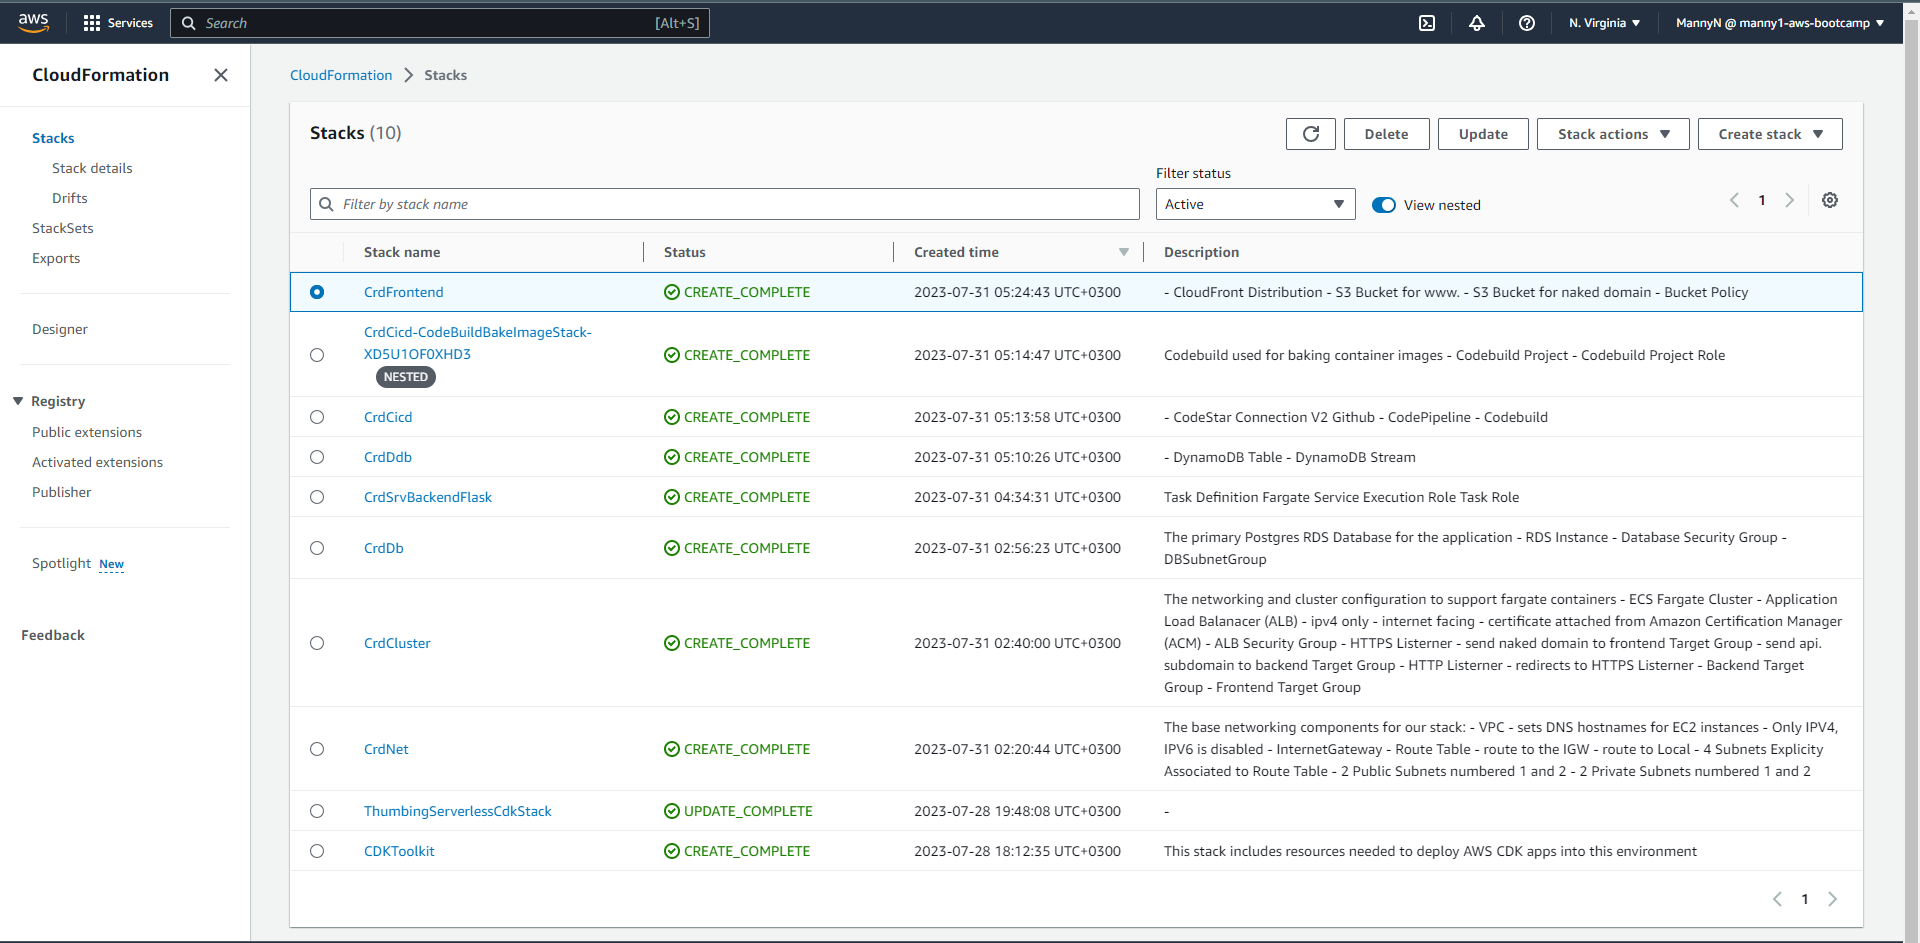 aws Services Search [Alt+S] N. Virginia MannyN @ manny1-aws-bootcamp
CloudFormation
Stacks
Stack details
Drifts
StackSets
Exports
Designer
Registry
Public extensions
Activated extensions
Publisher
Spotlight New
Feedback
CloudFormation Stacks
Stacks (10)
Delete Update Stack actions Create stack
Filter status
Filter by stack name Active View nested 1
Stack name Status Created time Description
CrdFrontend CREATE_COMPLETE 2023-07-31 05:24:43 UTC+0300 - CloudFront Distribution - S3 Bucket for www. - S3 Bucket for naked domain - Bucket Policy
CrdCicd-CodeBuildBakeImageStack-
XD5U1OF0XHD3 CREATE_COMPLETE 2023-07-31 05:14:47 UTC+0300 Codebuild used for baking container images - Codebuild Project - Codebuild Project Role
NESTED
CrdCicd CREATE_COMPLETE 2023-07-31 05:13:58 UTC+0300 - CodeStar Connection V2 Github - CodePipeline - Codebuild
CrdDdb CREATE_COMPLETE 2023-07-31 05:10:26 UTC+0300 - DynamoDB Table - DynamoDB Stream
CrdSrvBackendFlask CREATE_COMPLETE 2023-07-31 04:34:31 UTC+0300 Task Definition Fargate Service Execution Role Task Role
CrdDb CREATE_COMPLETE 2023-07-31 02:56:23 UTC+0300 The primary Postgres RDS Database for the application - RDS Instance - Database Security Group -
DBSubnetGroup
CrdCluster CREATE_COMPLETE 2023-07-31 02:40:00 UTC+0300 The networking and cluster configuration to support fargate containers - ECS Fargate Cluster - Application
Load Balanacer (ALB) - ipv4 only - internet facing - certificate attached from Amazon Certification Manager
(ACM) - ALB Security Group - HTTPS Listerner - send naked domain to frontend Target Group - send api.
subdomain to backend Target Group - HTTP Listerner - redirects to HTTPS Listerner - Backend Target
Group - Frontend Target Group
CrdNet CREATE_COMPLETE 2023-07-31 02:20:44 UTC+0300 The base networking components for our stack: - VPC - sets DNS hostnames for EC2 instances - Only IPV4,
IPV6 is disabled - InternetGateway - Route Table - route to the IGW - route to Local - 4 Subnets Explicity
Associated to Route Table - 2 Public Subnets numbered 1 and 2 - 2 Private Subnets numbered 1 and 2
ThumbingServerlessCdkStack UPDATE_COMPLETE 2023-07-28 19:48:08 UTC+0300 -
CDKToolkit CREATE_COMPLETE 2023-07-28 18:12:35 UTC+0300 This stack includes resources needed to deploy AWS CDK apps into this environment
1